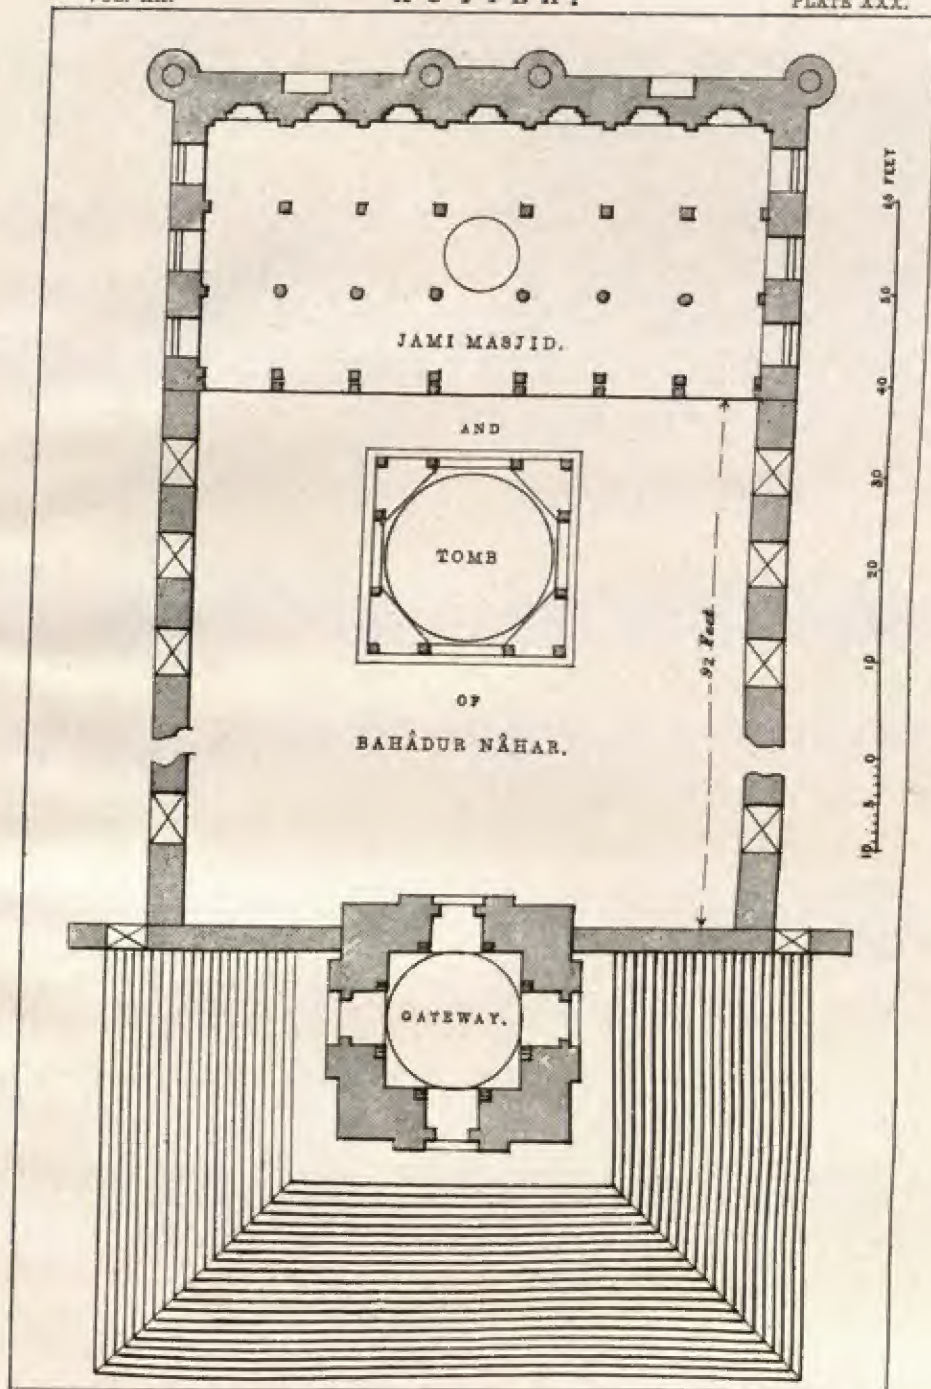 PLATE XXX.
JAMI MASJID.
AND
TOMB
OF
BAHÂDUR NÂHAR.
GATEWAY.
92 Feet.
FEET
50
40
30
20
10
0
5
10